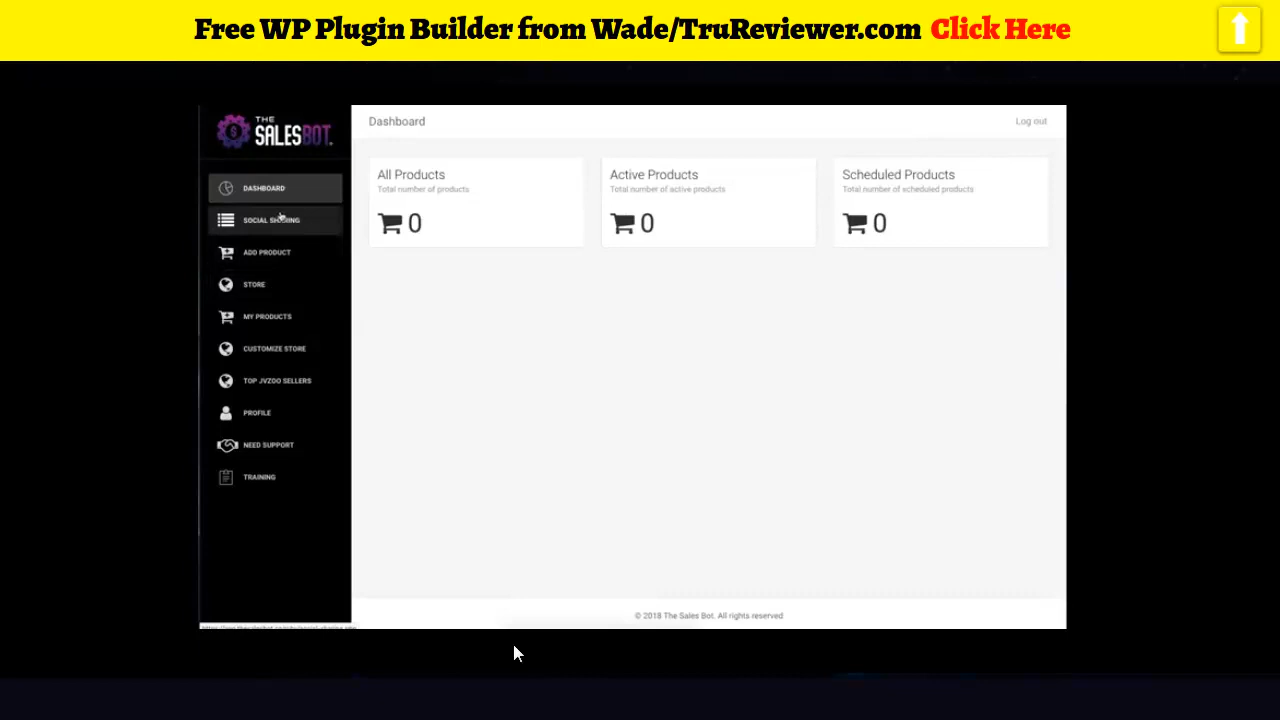 Free WP Plugin Builder from Wade/TruReviewer.com Click Here
THE
SALESBOT.
Dashboard
Log out
DASHBOARD
SOCIAL SHARING
ADD PRODUCT
STORE
MY PRODUCTS
CUSTOMIZE STORE
TOP JVZOO SELLERS
PROFILE
NEED SUPPORT
TRAINING
All Products
Total number of products
0
Active Products
Total number of active products
0
Scheduled Products
Total number of scheduled products
0
© 2018 The Sales Bot. All rights reserved